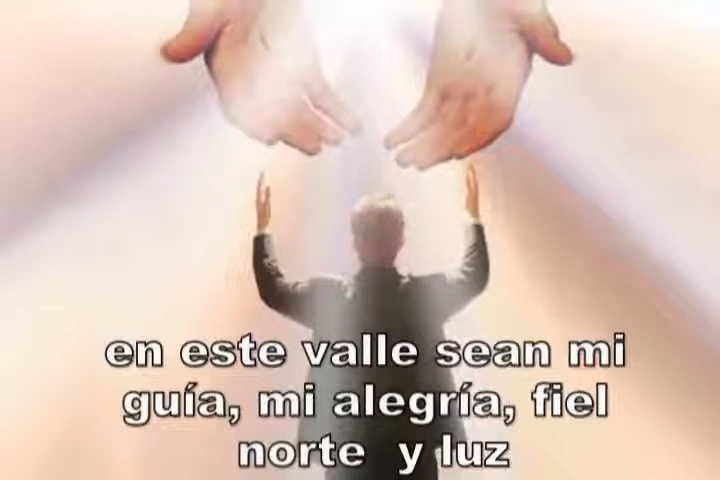 en este valle sean mi
guía, mi alegría, fiel
norte y luz